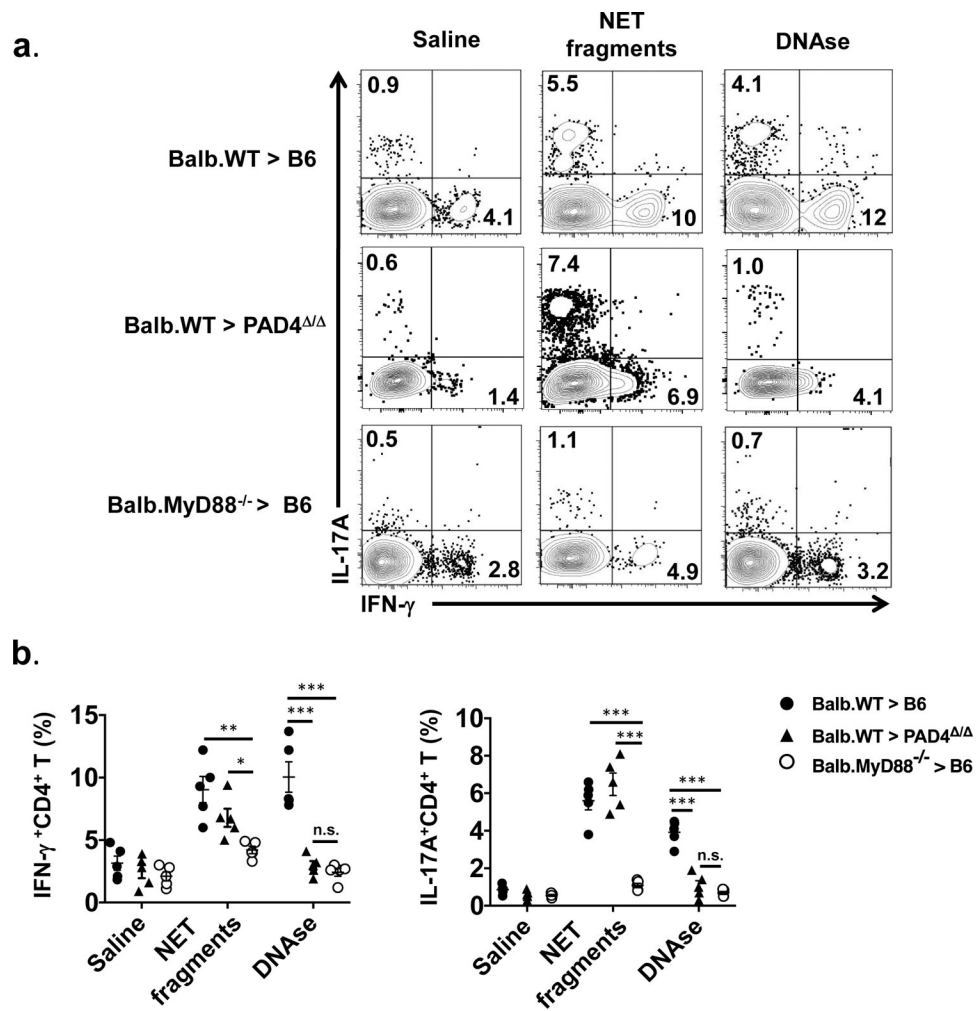 a.
Saline
NET
fragments
DNAse
Balb.WT > B6
0.9
4.1
5.5
10
4.1
12
Balb.WT > PAD4Δ/Δ
0.6
1.4
7.4
6.9
1.0
4.1
Balb.MyD88-/- > B6
0.5
2.8
1.1
4.9
0.7
3.2
IL-17A
IFN-γ
b.
IFN-γ +CD4+ T (%)
15
10
5
0
**
*
***
***
n.s.
Saline
NET
fragments
DNAse
IL-17A+CD4+ T (%)
10
8
6
4
2
0
***
***
***
***
n.s.
Saline
NET
fragments
DNAse
Balb.WT > B6
Balb.WT > PAD4Δ/Δ
Balb.MyD88-/- > B6